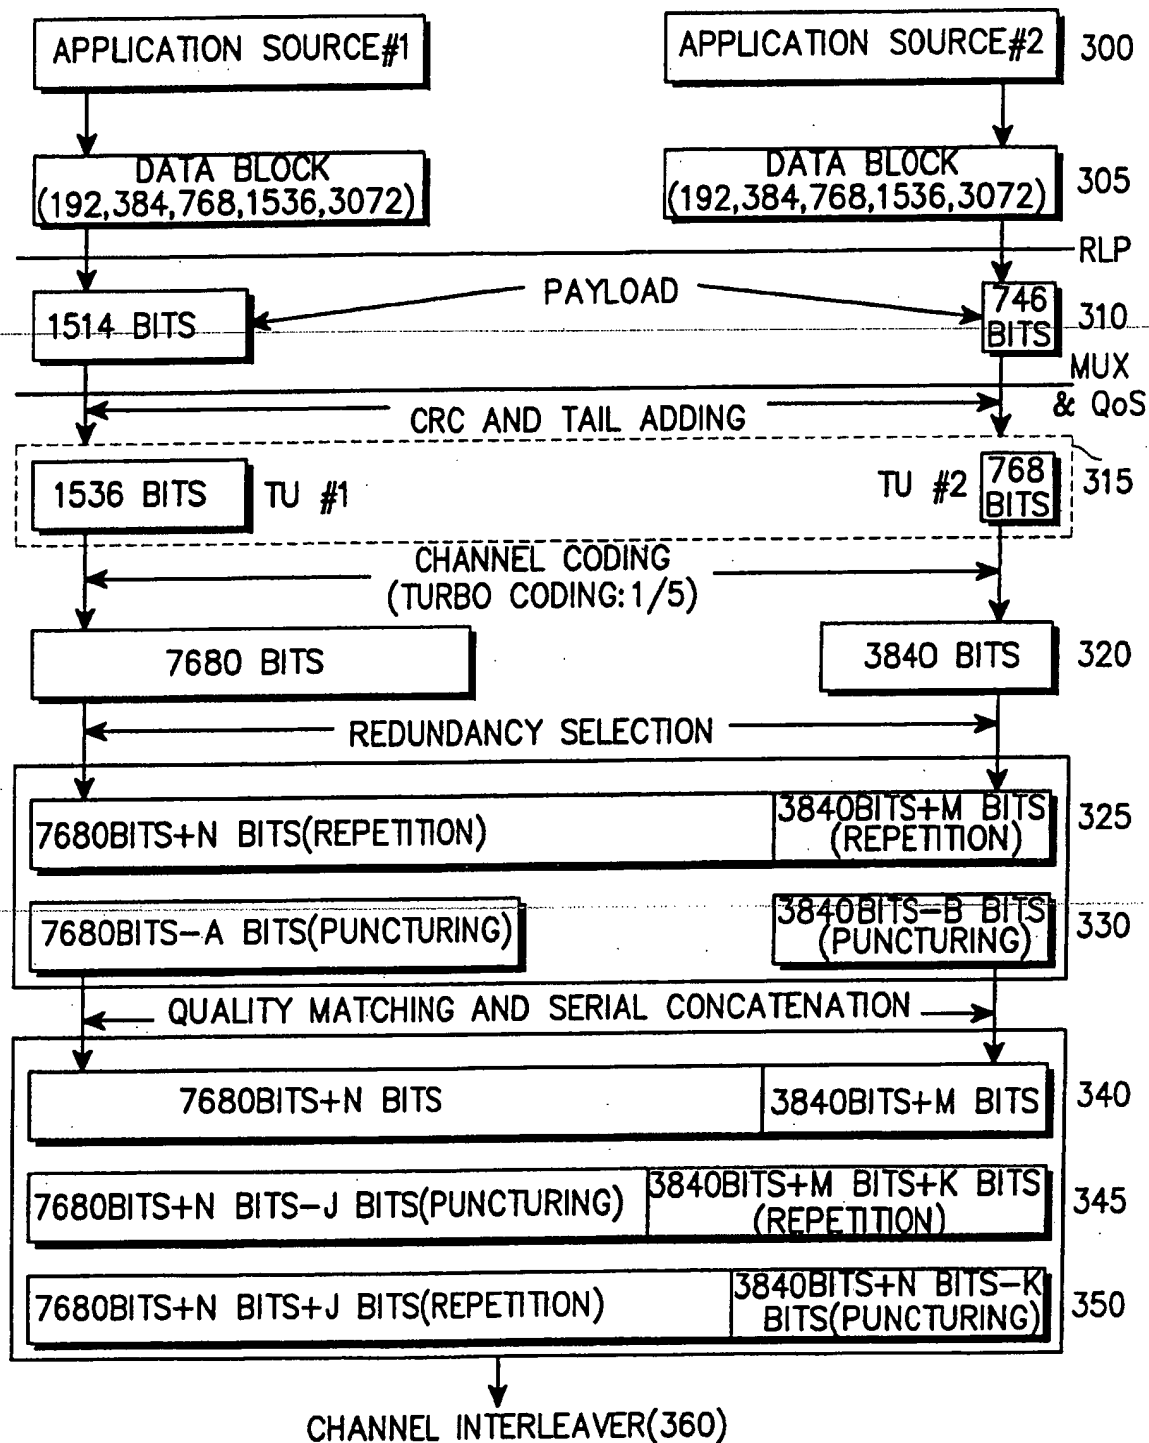 APPLICATION SOURCE#1
APPLICATION SOURCE#2
300
DATA BLOCK
(192,384,768,1536,3072)
DATA BLOCK
(192,384,768,1536,3072)
305
RLP
PAYLOAD
1514 BITS
746
BITS
310
MUX
& QoS
CRC AND TAIL ADDING
1536 BITS
TU #1
TU #2
768
BITS
315
CHANNEL CODING
(TURBO CODING:1/5)
7680 BITS
3840 BITS
320
REDUNDANCY SELECTION
7680BITS+N BITS(REPETITION)
3840BITS+M BITS
(REPETITION)
325
7680BITS-A BITS(PUNCTURING)
3840BITS-B BITS
(PUNCTURING)
330
QUALITY MATCHING AND SERIAL CONCATENATION
7680BITS+N BITS
3840BITS+M BITS
340
7680BITS+N BITS-J BITS(PUNCTURING)
3840BITS+M BITS+K BITS
(REPETITION)
345
7680BITS+N BITS+J BITS(REPETITION)
3840BITS+N BITS-K
BITS(PUNCTURING)
350
CHANNEL INTERLEAVER(360)